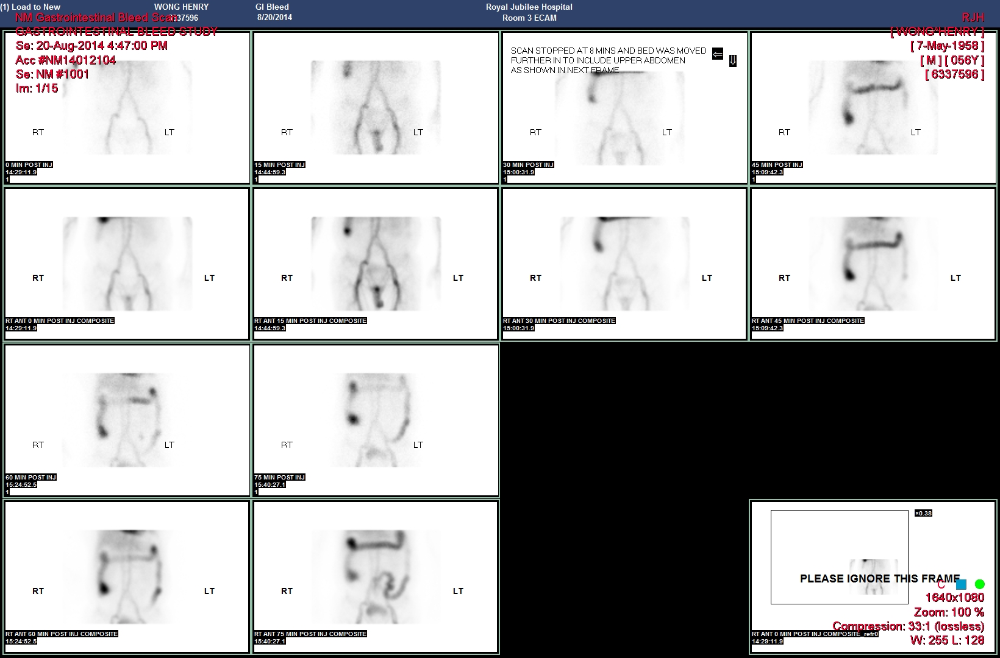 (1) Load to New
WONG HENRY
GI Bleed
Royal Jubilee Hospital
8/20/2014
Room 3 ECAM
NM Gastrointestinal Bleed Scan
GASTROINTESTINAL BLEED STUDY
Se: 20-Aug-2014 4:47:00 PM
Acc #NM14012104
Se: NM #1001
Im: 1/15
RJH
[ WONG^HENRY ]
[ 7-May-1958 ]
[ M ] [ 056Y ]
[ 6337596 ]
SCAN STOPPED AT 8 MINS AND BED WAS MOVED
FURTHER IN TO INCLUDE UPPER ABDOMEN
AS SHOWN IN NEXT FRAME
RT
LT
0 MIN POST INJ
14:29:11.9
1
RT
LT
15 MIN POST INJ
14:44:59.3
1
RT
LT
30 MIN POST INJ
15:00:31.9
1
RT
LT
45 MIN POST INJ
15:09:42.3
1
RT
LT
RT ANT 0 MIN POST INJ COMPOSITE
14:29:11.9
RT
LT
RT ANT 15 MIN POST INJ COMPOSITE
14:44:59.3
RT
LT
RT ANT 30 MIN POST INJ COMPOSITE
15:00:31.9
RT
LT
RT ANT 45 MIN POST INJ COMPOSITE
15:09:42.3
RT
LT
60 MIN POST INJ
15:24:52.5
1
RT
LT
75 MIN POST INJ
15:40:27.1
1
RT
LT
RT ANT 60 MIN POST INJ COMPOSITE
15:24:52.5
RT
LT
RT ANT 75 MIN POST INJ COMPOSITE
15:40:27.1
×0.38
PLEASE IGNORE THIS FRAME
C
1640x1080
Zoom: 100 %
Compression: 33:1 (lossless)
W: 255 L: 128
RT ANT 0 MIN POST INJ COMPOSITE_refr0
14:29:11.9